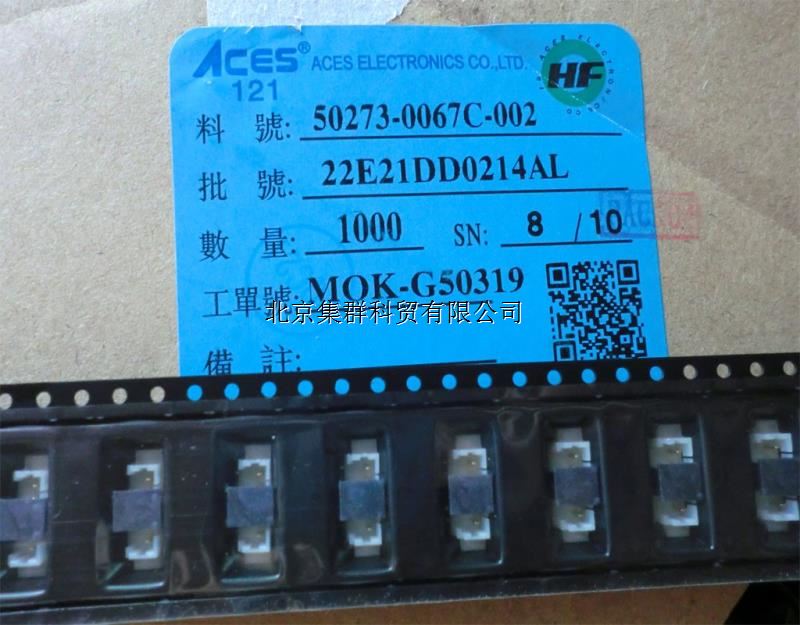 ACES® ACES ELECTRONICS CO.,LTD.
HF
121
料 號: 50273-0067C-002
批 號: 22E21DD0214AL
數 量: 1000 SN: 8 / 10
工單號: MOK-G50319
北京集群科贸有限公司
備 註: